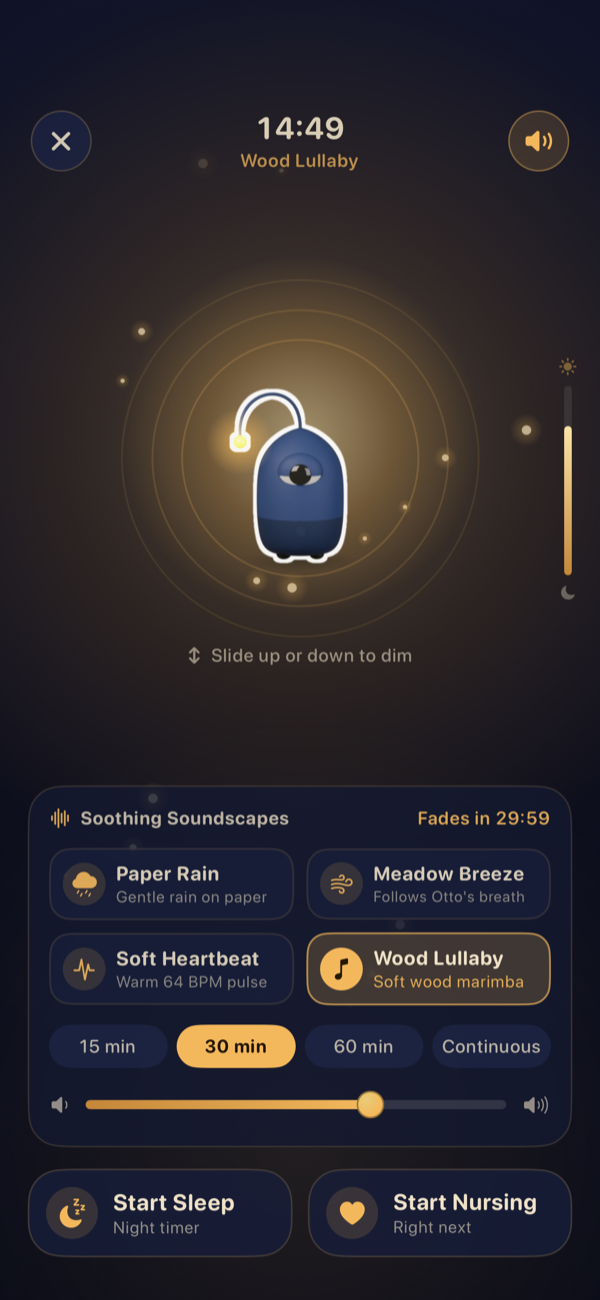 14:49
Wood Lullaby
Slide up or down to dim
Soothing Soundscapes
Fades in 29:59
Paper Rain
Gentle rain on paper
Meadow Breeze
Follows Otto's breath
Soft Heartbeat
Warm 64 BPM pulse
Wood Lullaby
Soft wood marimba
15 min
30 min
60 min
Continuous
Start Sleep
Night timer
Start Nursing
Right next